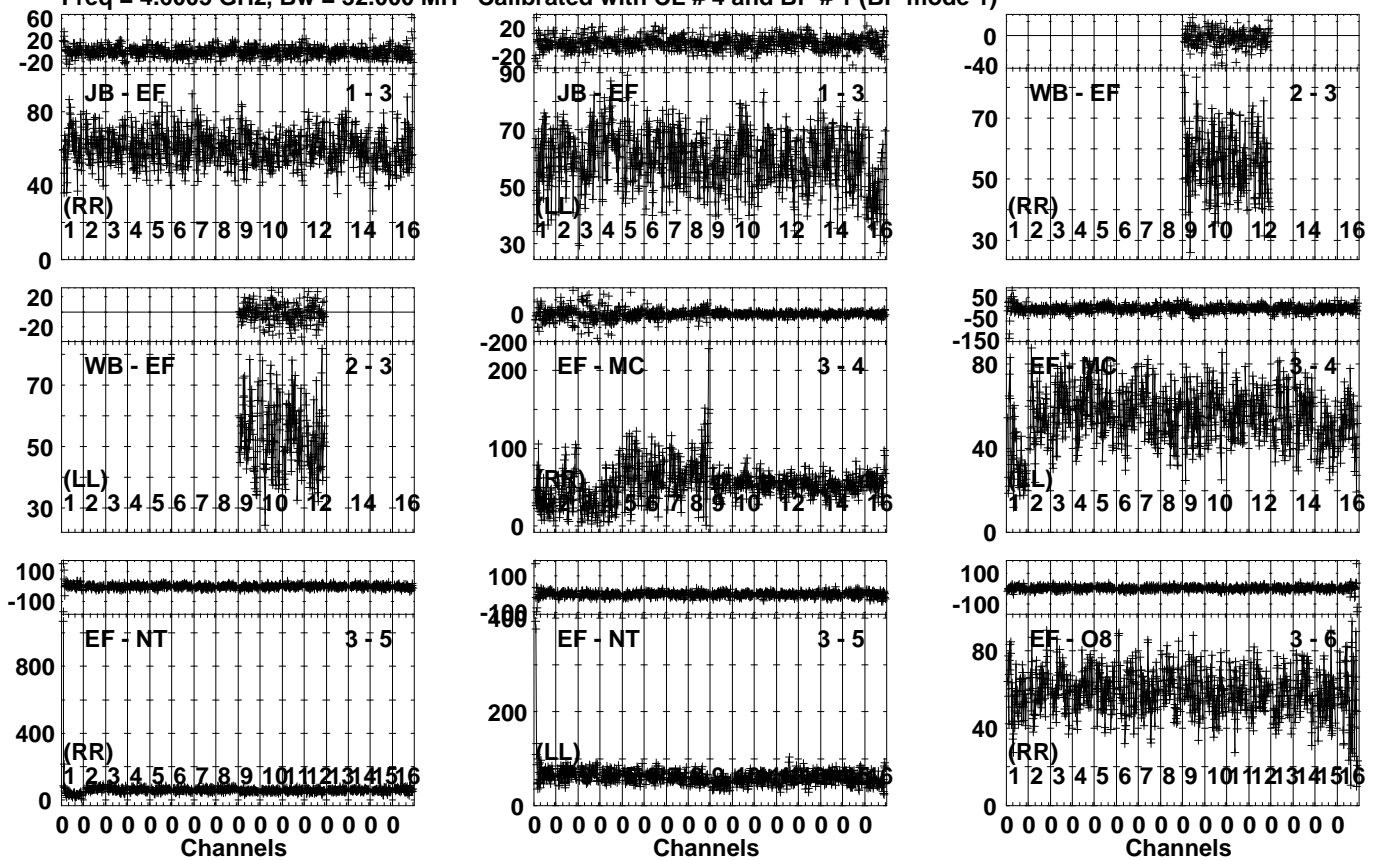 Freq = 4.6005 GHz, Bw = 32.000 MH Calibrated with CL # 4 and BP # 1 (BP mode 1)
60
20
-20
JB - EF 1 - 3
80
40
(RR)
1 2 3 4 5 6 7 8 9 10 12 14 16
0
20
-20
90
JB - EF 1 - 3
70
50
(LL)
1 2 3 4 5 6 7 8 9 10 12 14 16
30
0
-40
WB - EF 2 - 3
70
50
(RR)
1 2 3 4 5 6 7 8 9 10 12 14 16
30
20
-20
WB - EF 2 - 3
70
50
(LL)
1 2 3 4 5 6 7 8 9 10 12 14 16
30
0
-200
200
EF - MC 3 - 4
100
(RR)
5 6 7 8 9 10 12 14 16
0
50
-50
-150
80
EF - MC 3 - 4
40
(LL)
1 2 3 4 5 6 7 8 9 10 12 14 16
0
100
-100
EF - NT 3 - 5
800
400
(RR)
1 2 3 4 5 6 7 8 9 10 11 12 13 14 15 16
0
100
-100
400
EF - NT 3 - 5
200
(LL)
16
0
100
-100
EF - O8 3 - 6
80
40
(RR)
1 2 3 4 5 6 7 8 9 10 11 12 13 14 15 16
0
0 0 0 0 0 0 0 0 0 0 0 0 0 0 0 0
Channels
0 0 0 0 0 0 0 0 0 0 0 0 0 0 0 0
Channels
0 0 0 0 0 0 0 0 0 0 0 0 0 0 0 0
Channels